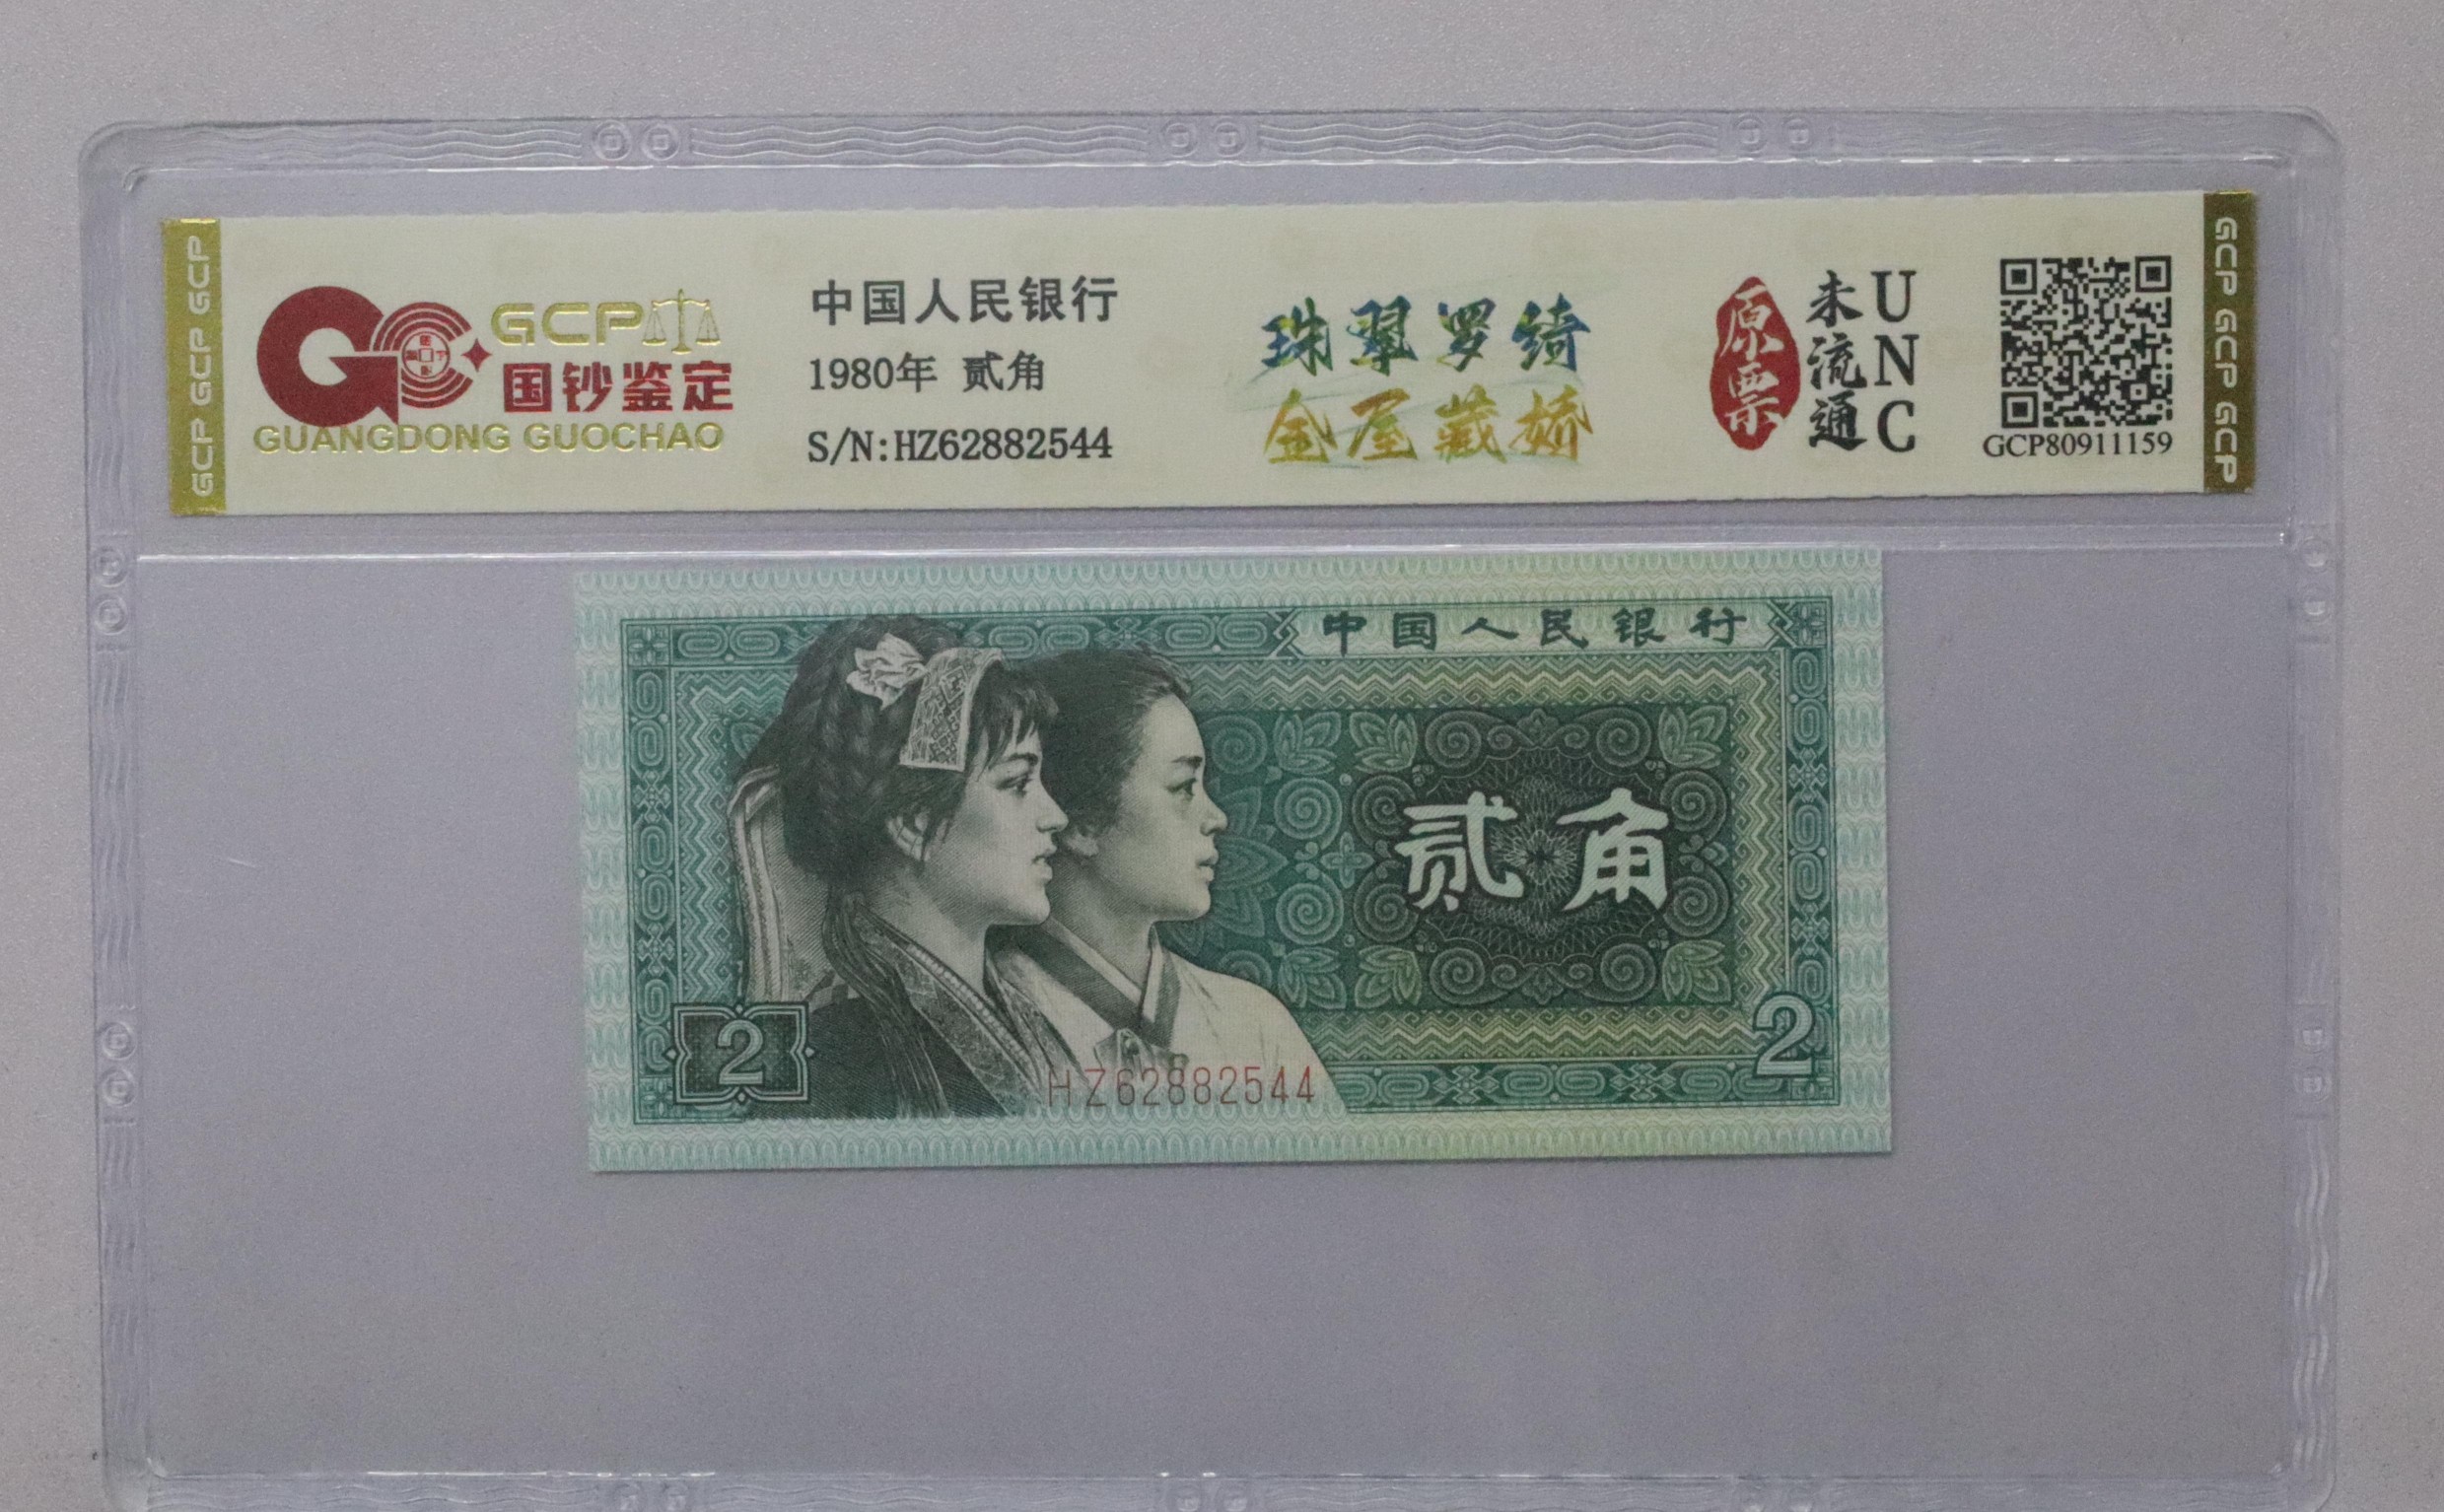 GCP GCP GCP
GCP
国钞鉴定
GUANGDONG GUOCHAO
中国人民银行
1980年 贰角
S/N:HZ62882544
珠翠罗绮
金屋藏娇
原票
未流通
UNC
GCP80911159
GCP GCP GCP
中国人民银行
贰角
2
2
HZ62882544